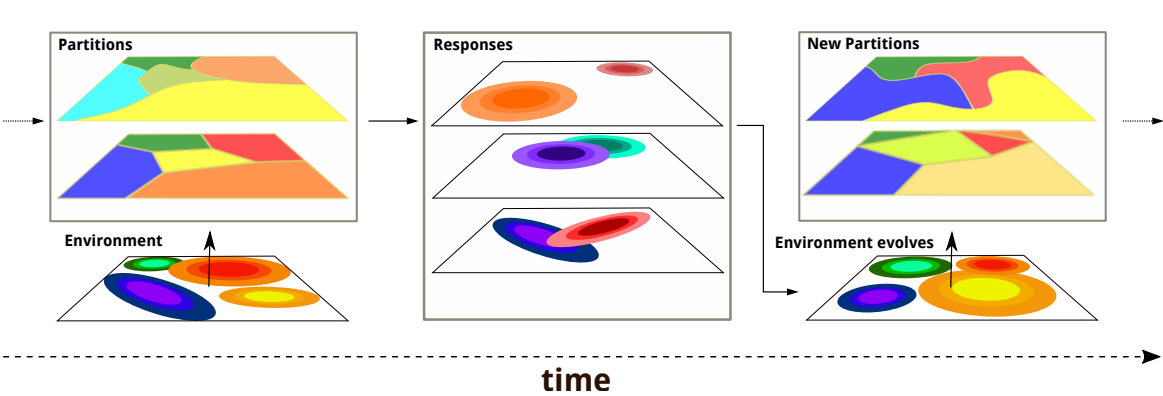 Partitions
Responses
New Partitions
Environment
Environment evolves
time